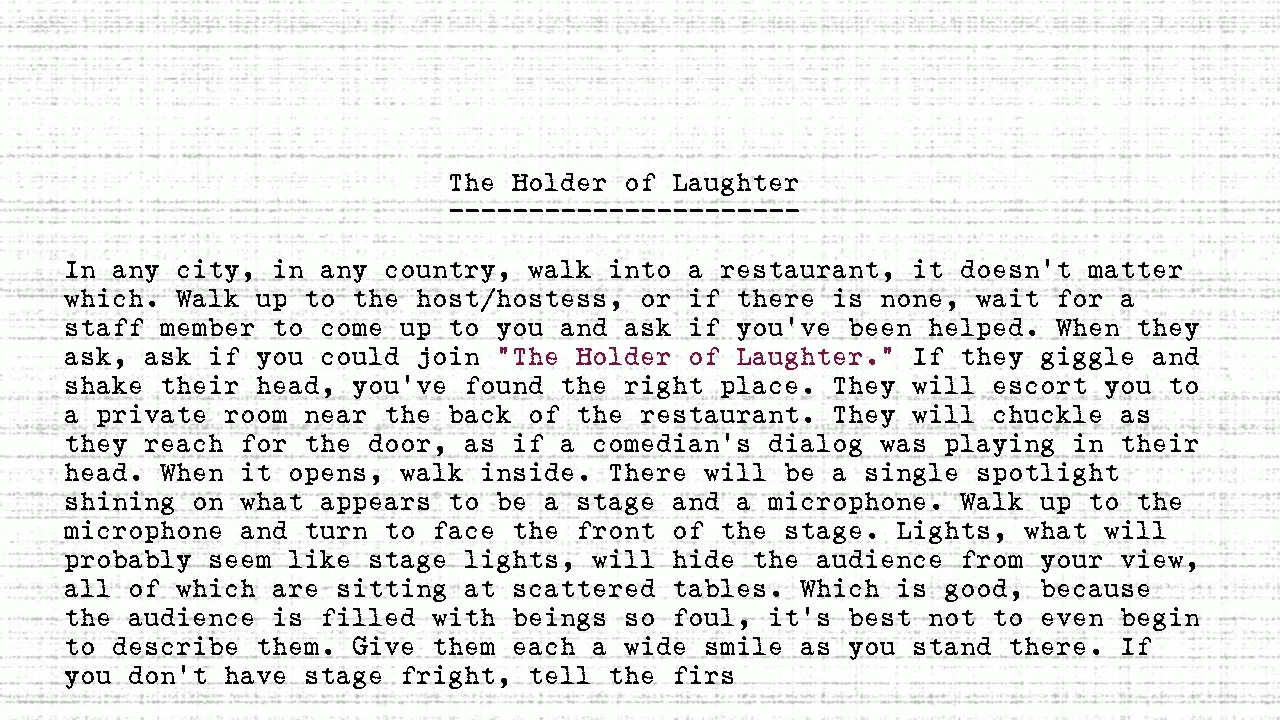 The Holder of Laughter
----------------------
In any city, in any country, walk into a restaurant, it doesn't matter
which. Walk up to the host/hostess, or if there is none, wait for a
staff member to come up to you and ask if you've been helped. When they
ask, ask if you could join "The Holder of Laughter." If they giggle and
shake their head, you've found the right place. They will escort you to
a private room near the back of the restaurant. They will chuckle as
they reach for the door, as if a comedian's dialog was playing in their
head. When it opens, walk inside. There will be a single spotlight
shining on what appears to be a stage and a microphone. Walk up to the
microphone and turn to face the front of the stage. Lights, what will
probably seem like stage lights, will hide the audience from your view,
all of which are sitting at scattered tables. Which is good, because
the audience is filled with beings so foul, it's best not to even begin
to describe them. Give them each a wide smile as you stand there. If
you don't have stage fright, tell the firs